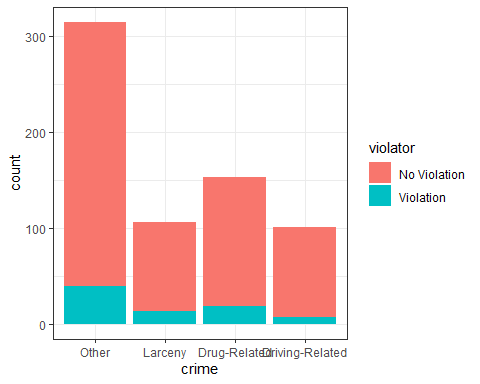 300
200
100
0
count
Other
Larceny
Drug-Related
Driving-Related
crime
violator
No Violation
Violation